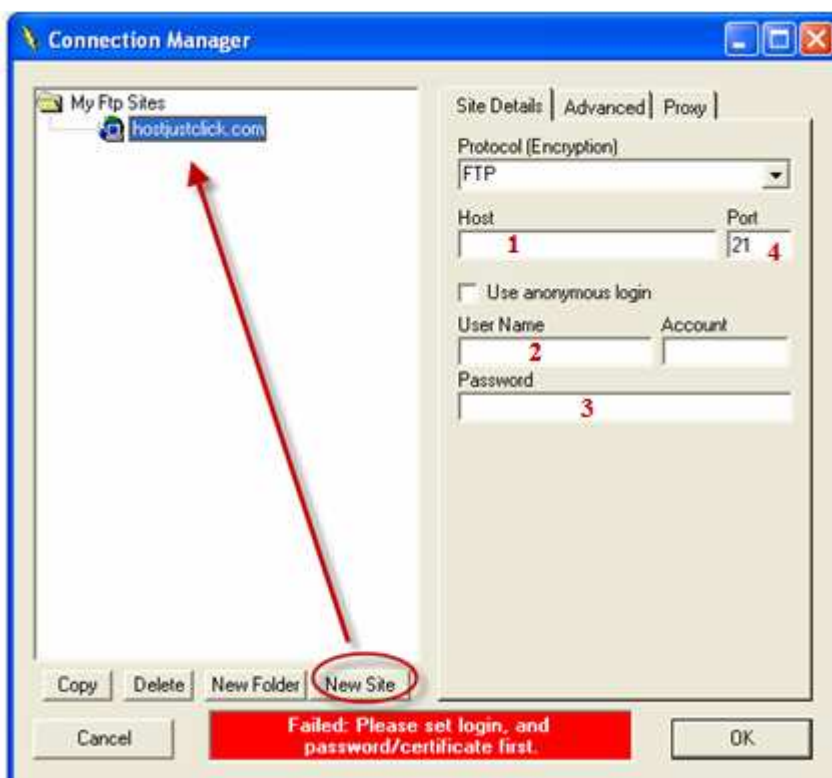 Connection Manager
My Ftp Sites
hostjustclick.com
Copy
Delete
New Folder
New Site
Site Details
Advanced
Proxy
Protocol (Encryption)
FTP
Host
Port
1
21
4
Use anonymous login
User Name
Account
2
Password
3
Cancel
Failed: Please set login, and
password/certificate first.
OK